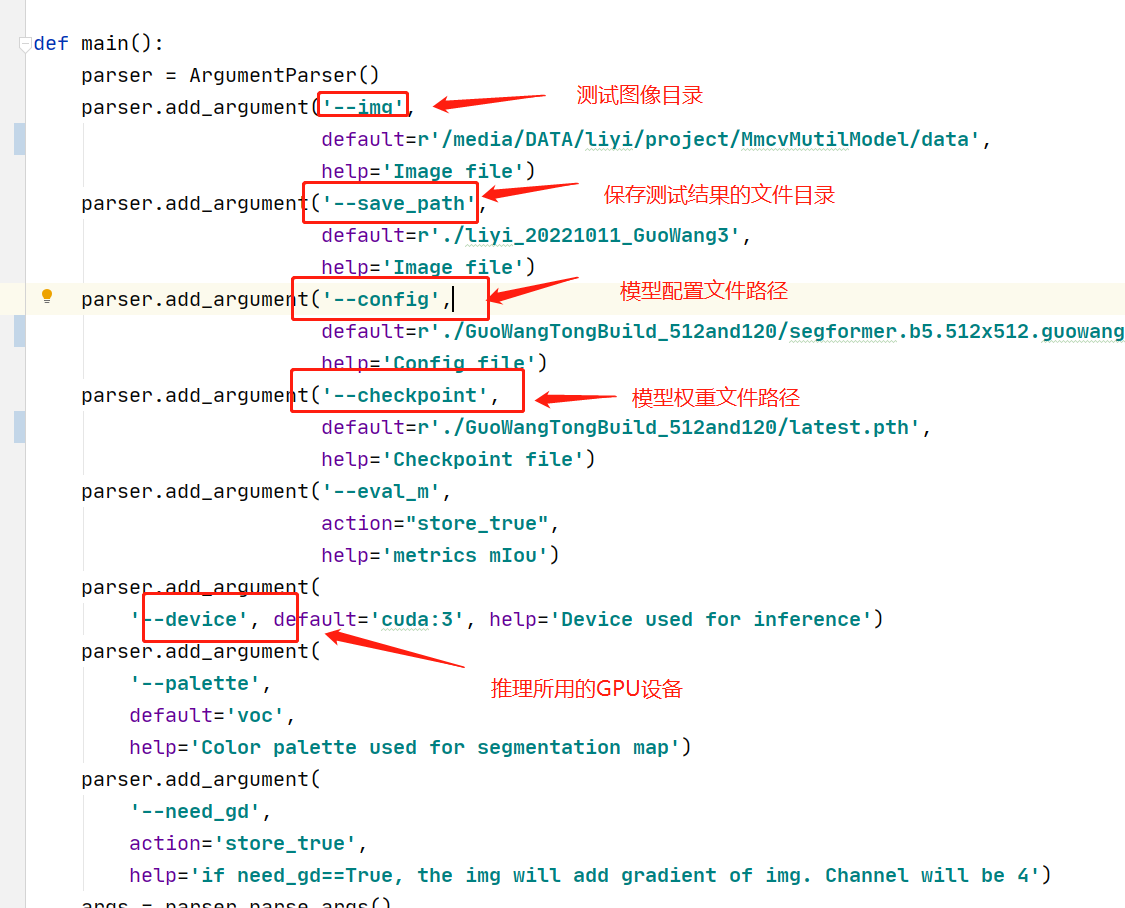 def main():
parser = ArgumentParser()
parser.add_argument('--img', 测试图像目录
default=r'/media/DATA/liyi/project/MmcvMutilModel/data',
help='Image file')
parser.add_argument('--save_path', 保存测试结果的文件目录
default=r'./liyi_20221011_GuoWang3',
help='Image file')
parser.add_argument('--config', 模型配置文件路径
default=r'./GuoWangTongBuild_512and120/segformer.b5.512x512.guowang
help='Config file')
parser.add_argument('--checkpoint', 模型权重文件路径
default=r'./GuoWangTongBuild_512and120/latest.pth',
help='Checkpoint file')
parser.add_argument('--eval_m',
action="store_true",
help='metrics mIou')
parser.add_argument(
'--device', default='cuda:3', help='Device used for inference')
parser.add_argument(
'--palette', 推理所用的GPU设备
default='voc',
help='Color palette used for segmentation map')
parser.add_argument(
'--need_gd',
action='store_true',
help='if need_gd==True, the img will add gradient of img. Channel will be 4')
args = parser.parse_args()